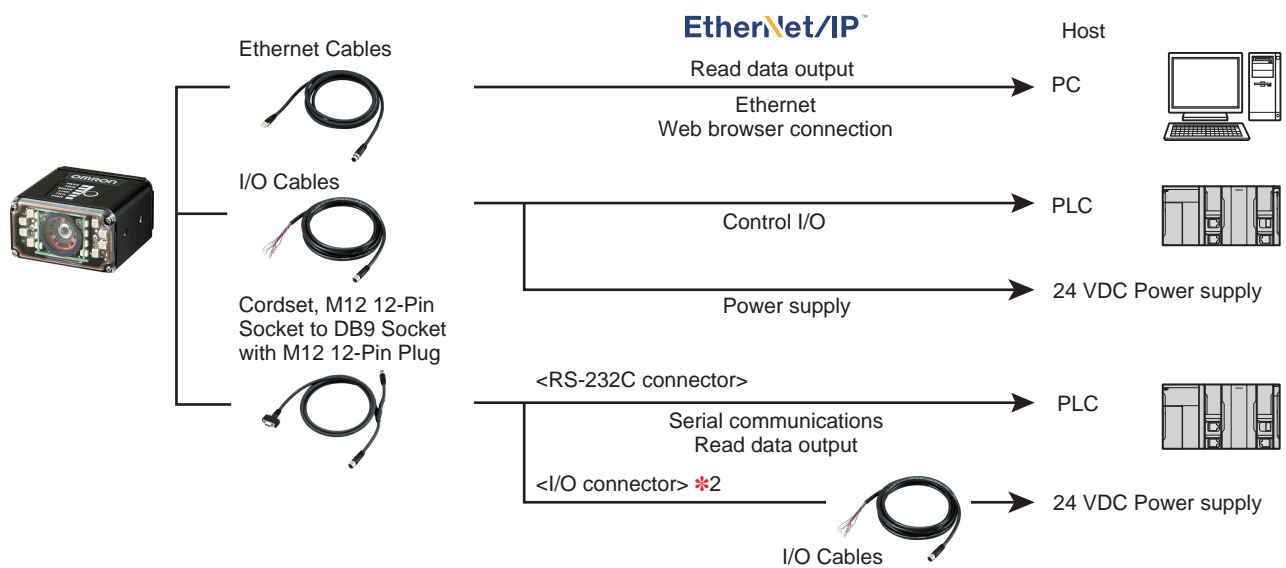 EtherNet/IP™
Host
Ethernet Cables
Read data output
PC
Ethernet
Web browser connection
OMRON
I/O Cables
PLC
Control I/O
24 VDC Power supply
Power supply
Cordset, M12 12-Pin
Socket to DB9 Socket
with M12 12-Pin Plug
<RS-232C connector>
PLC
Serial communications
Read data output
<I/O connector> *2
24 VDC Power supply
I/O Cables